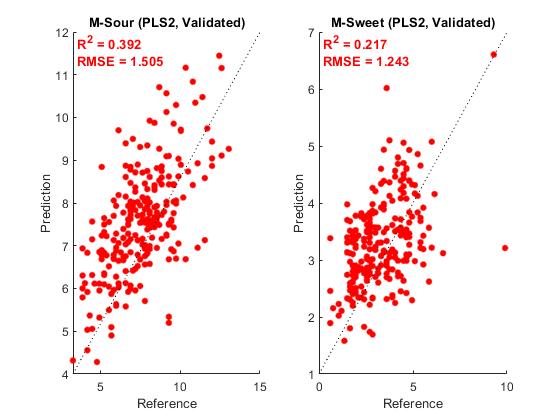 M-Sour (PLS2, Validated)
R² = 0.392
RMSE = 1.505
12
11
10
9
8
7
6
5
4
Prediction
5
10
15
Reference
M-Sweet (PLS2, Validated)
R² = 0.217
RMSE = 1.243
7
6
5
4
3
2
1
Prediction
0
5
10
Reference